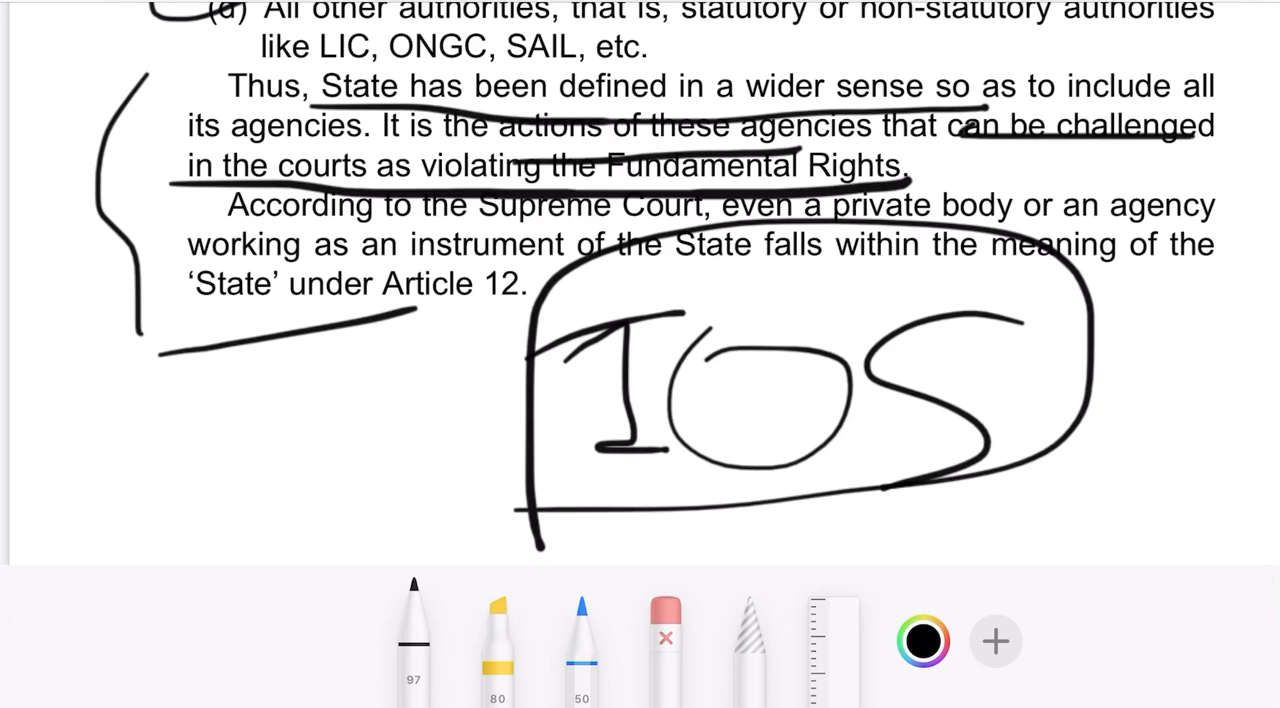 (d) All other authorities, that is, statutory or non-statutory authorities
like LIC, ONGC, SAIL, etc.
Thus, State has been defined in a wider sense so as to include all
its agencies. It is the actions of these agencies that can be challenged
in the courts as violating the Fundamental Rights.
According to the Supreme Court, even a private body or an agency
working as an instrument of the State falls within the meaning of the
‘State’ under Article 12.
IOS
97
80
50